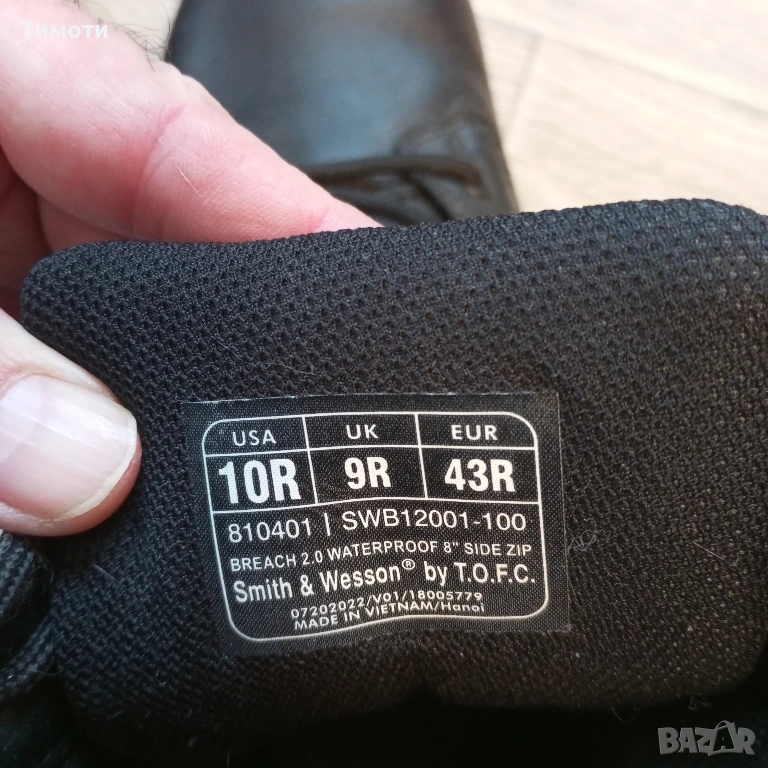 Тимоти
USA UK EUR
10R 9R 43R
810401 | SWB12001-100
BREACH 2.0 WATERPROOF 8" SIDE ZIP
Smith & Wesson® by T.O.F.C.
07202022/V01/18005779
MADE IN VIETNAM/Hanoi
BAZAR